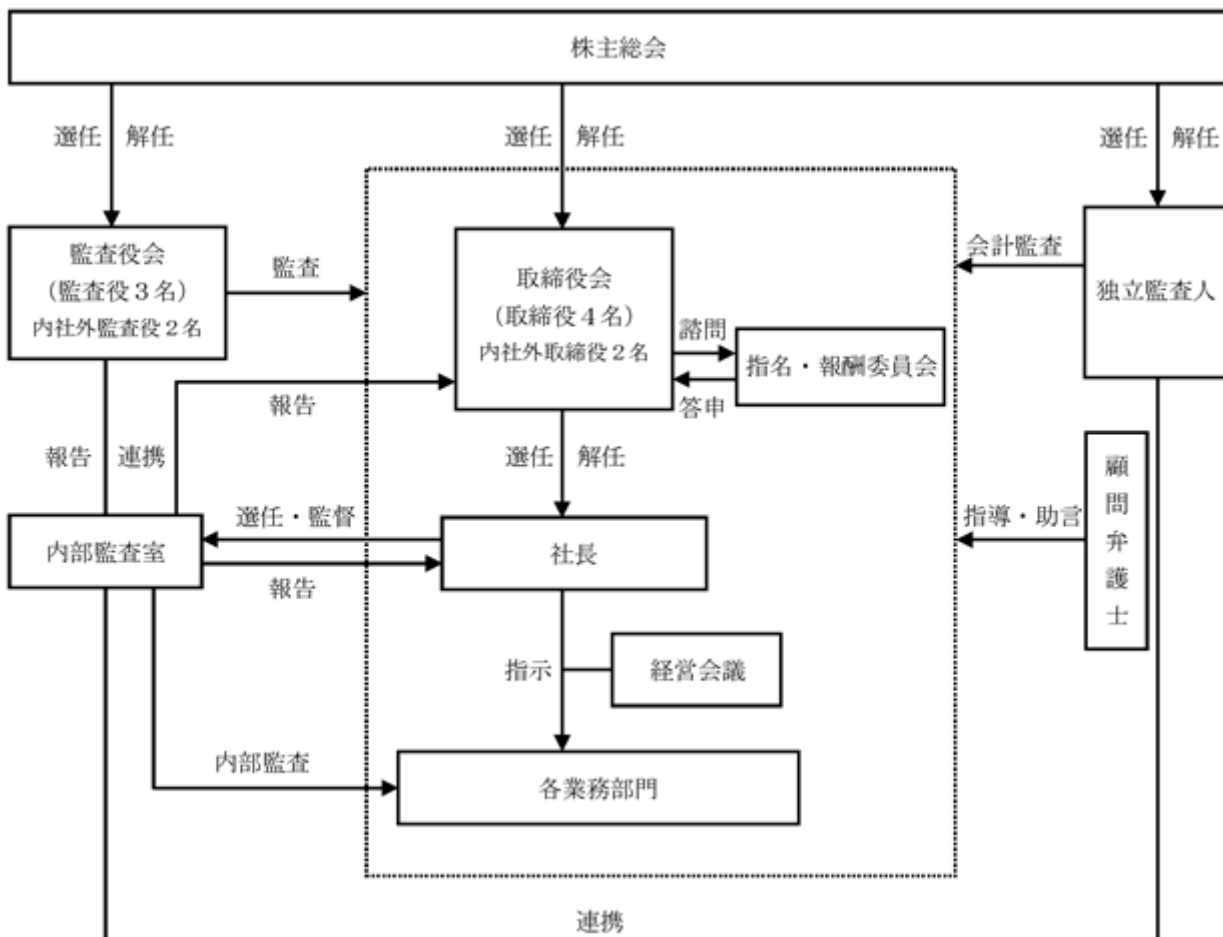 株主総会
選任 解任
選任 解任
選任 解任
監査役会
（監査役３名）
内社外監査役２名
監査
取締役会
（取締役４名）
内社外取締役２名
諮問
答申
指名・報酬委員会
会計監査
独立監査人
報告
報告 連携
選任 解任
顧問弁護士
指導・助言
内部監査室
選任・監督
報告
社長
指示
経営会議
内部監査
各業務部門
連携